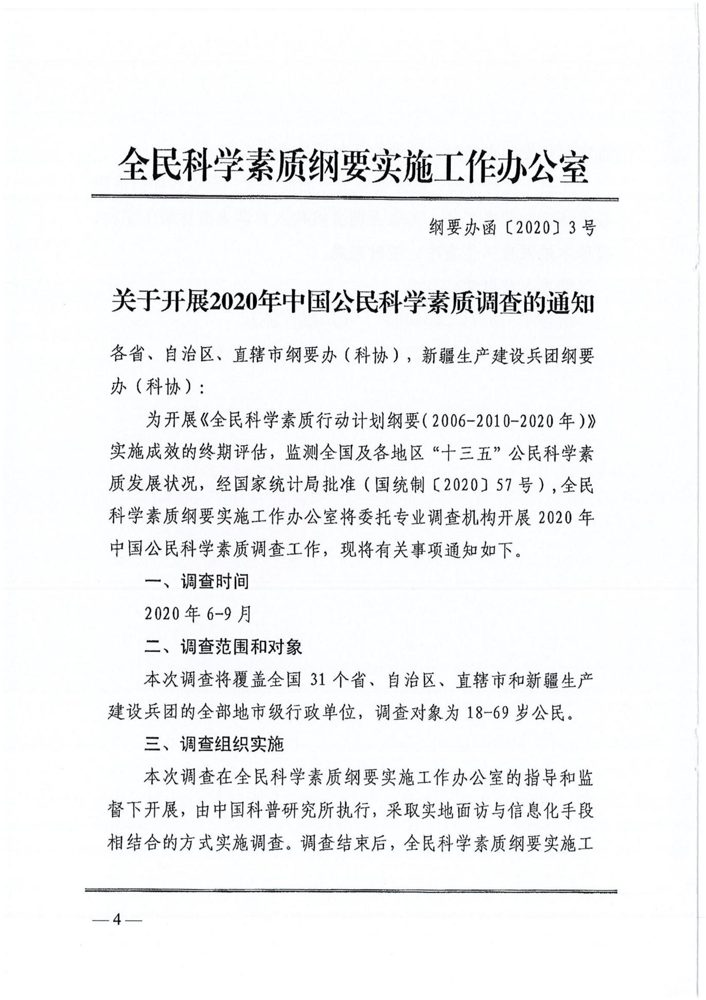 全民科学素质纲要实施工作办公室
纲要办函〔2020〕3号
关于开展2020年中国公民科学素质调查的通知
各省、自治区、直辖市纲要办（科协），新疆生产建设兵团纲要
办（科协）：
为开展《全民科学素质行动计划纲要（2006-2010-2020年）》
实施成效的终期评估，监测全国及各地区“十三五”公民科学素
质发展状况，经国家统计局批准（国统制〔2020〕57号），全民
科学素质纲要实施工作办公室将委托专业调查机构开展 2020 年
中国公民科学素质调查工作，现将有关事项通知如下。
一、调查时间
2020 年 6-9 月
二、调查范围和对象
本次调查将覆盖全国 31 个省、自治区、直辖市和新疆生产
建设兵团的全部地市级行政单位，调查对象为 18-69 岁公民。
三、调查组织实施
本次调查在全民科学素质纲要实施工作办公室的指导和监
督下开展，由中国科普研究所执行，采取实地面访与信息化手段
相结合的方式实施调查。调查结束后，全民科学素质纲要实施工
— 4 —